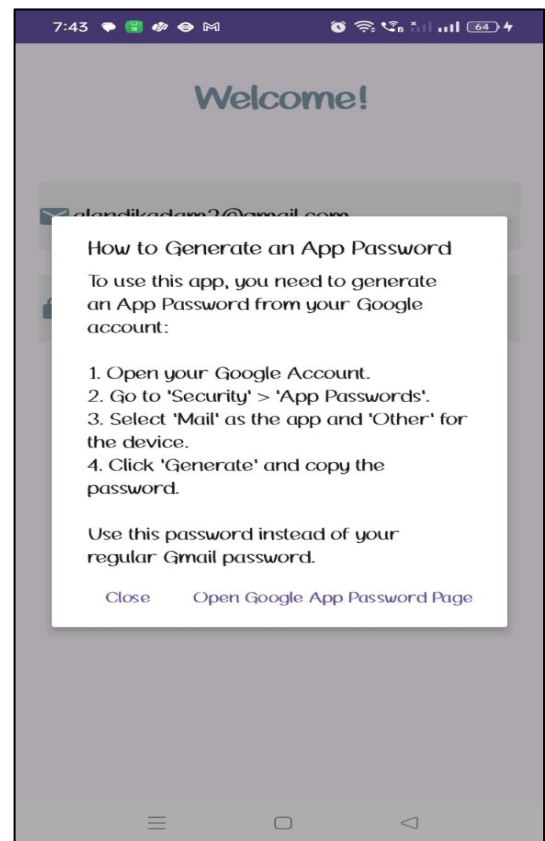 7:43
64
Welcome!
alandikadam2@gmail.com
How to Generate an App Password
To use this app, you need to generate
an App Password from your Google
account:
1. Open your Google Account.
2. Go to 'Security' > 'App Passwords'.
3. Select 'Mail' as the app and 'Other' for
the device.
4. Click 'Generate' and copy the
password.
Use this password instead of your
regular Gmail password.
Close Open Google App Password Page